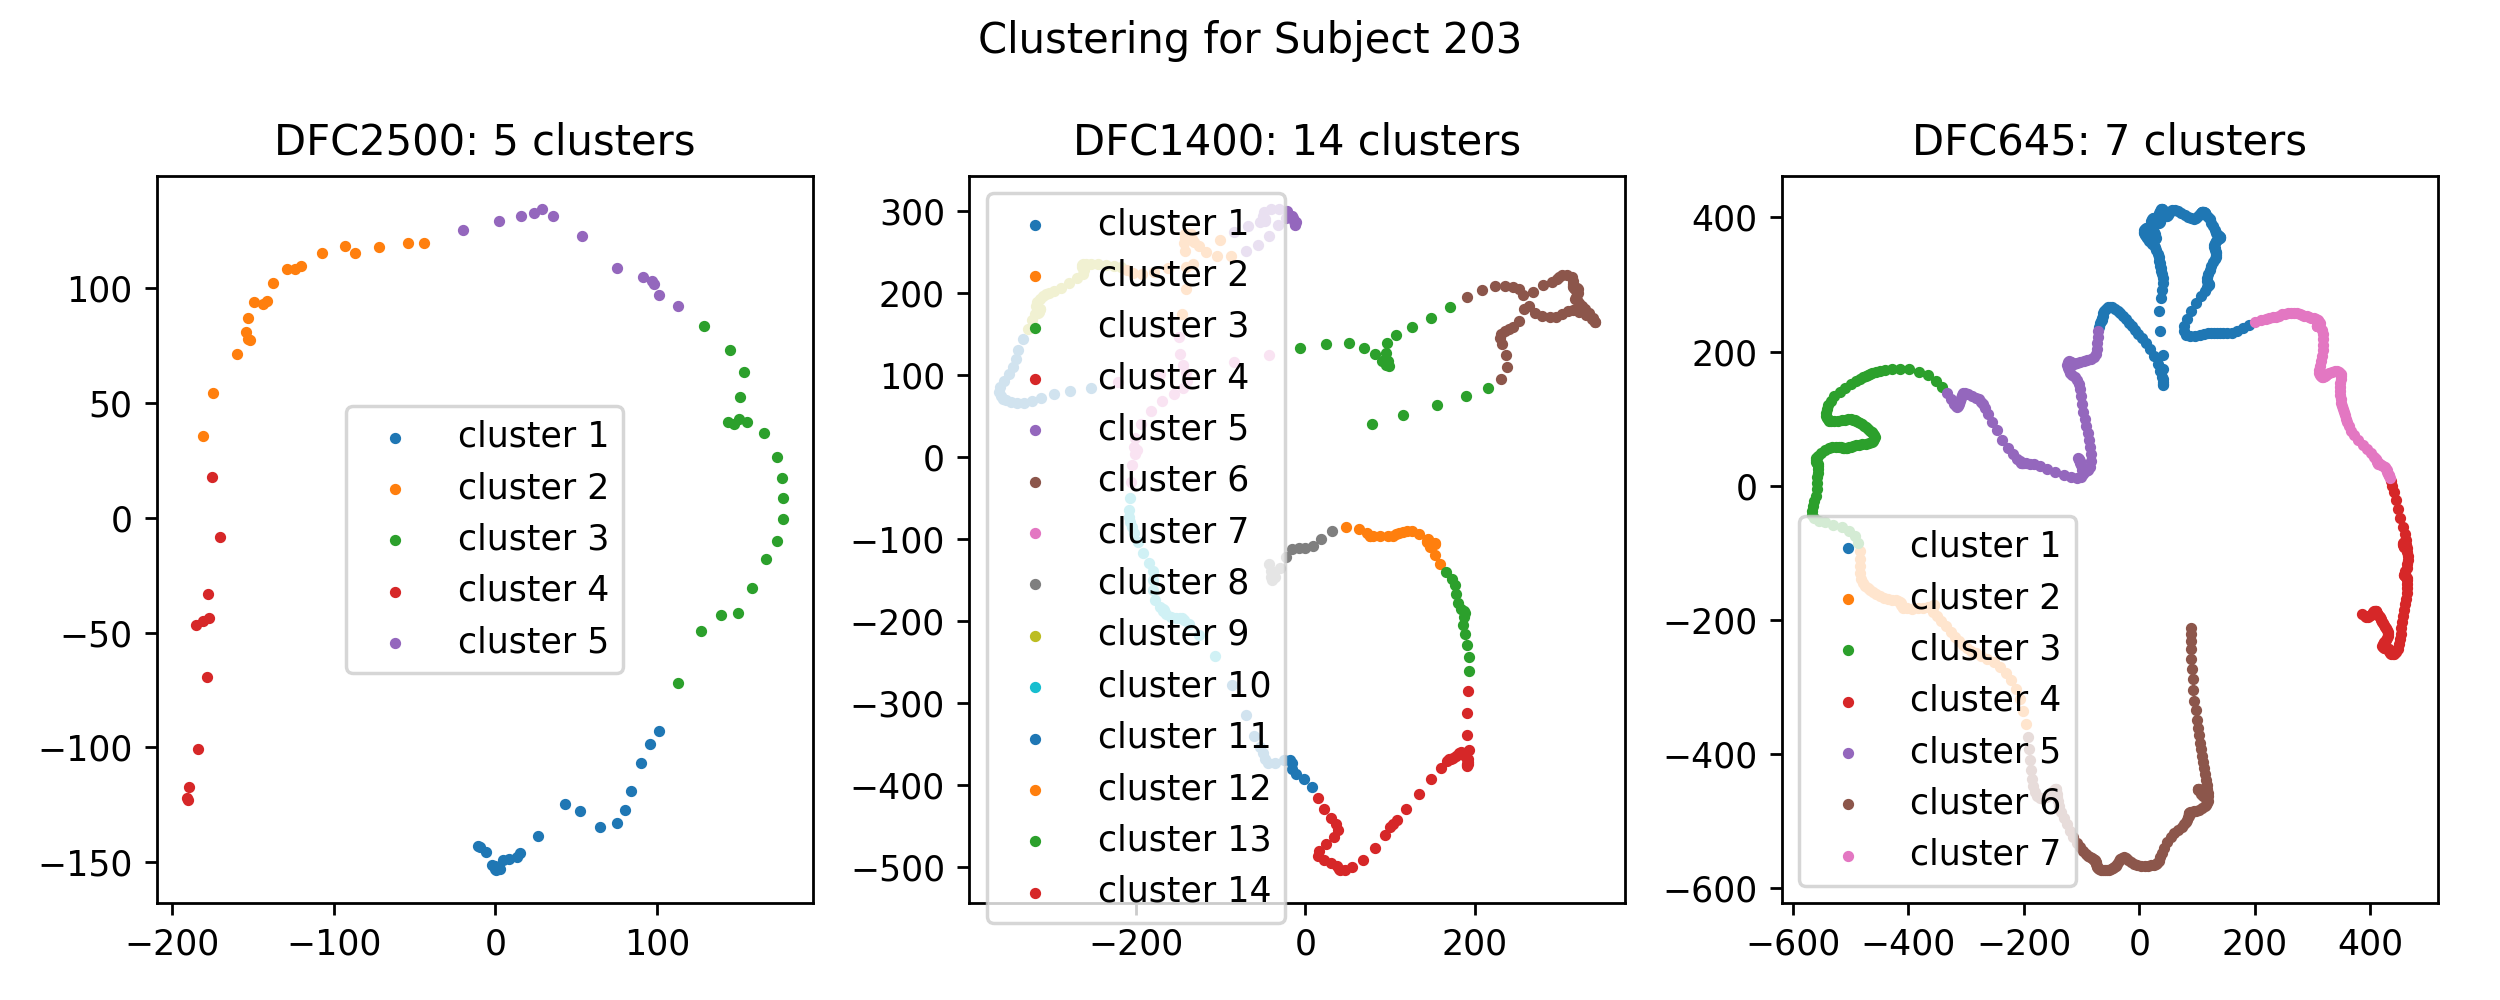 Clustering for Subject 203
DFC2500: 5 clusters
100
50
0
−50
−100
−150
−200
−100
0
100
cluster 1
cluster 2
cluster 3
cluster 4
cluster 5
DFC1400: 14 clusters
300
200
100
0
−100
−200
−300
−400
−500
−200
0
200
cluster 1
cluster 2
cluster 3
cluster 4
cluster 5
cluster 6
cluster 7
cluster 8
cluster 9
cluster 10
cluster 11
cluster 12
cluster 13
cluster 14
DFC645: 7 clusters
400
200
0
−200
−400
−600
−600
−400
−200
0
200
400
cluster 1
cluster 2
cluster 3
cluster 4
cluster 5
cluster 6
cluster 7